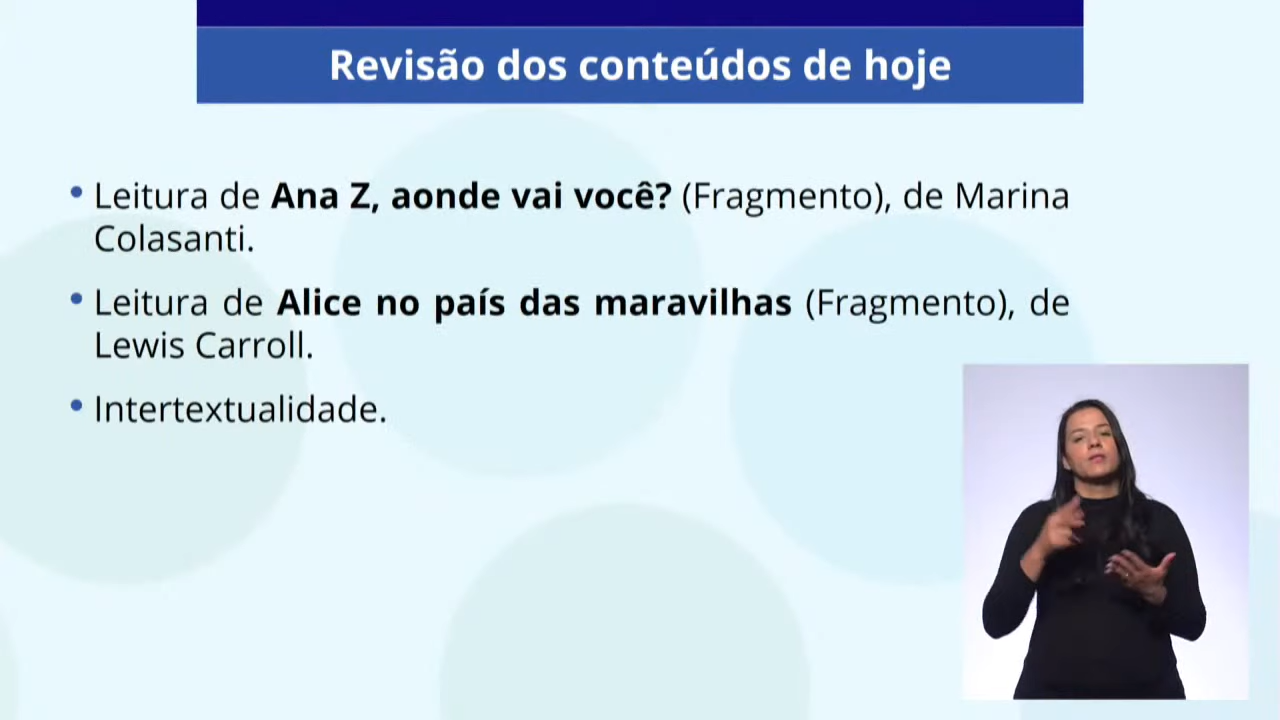 Revisão dos conteúdos de hoje
• Leitura de Ana Z, aonde vai você? (Fragmento), de Marina
Colasanti.
• Leitura de Alice no país das maravilhas (Fragmento), de
Lewis Carroll.
• Intertextualidade.